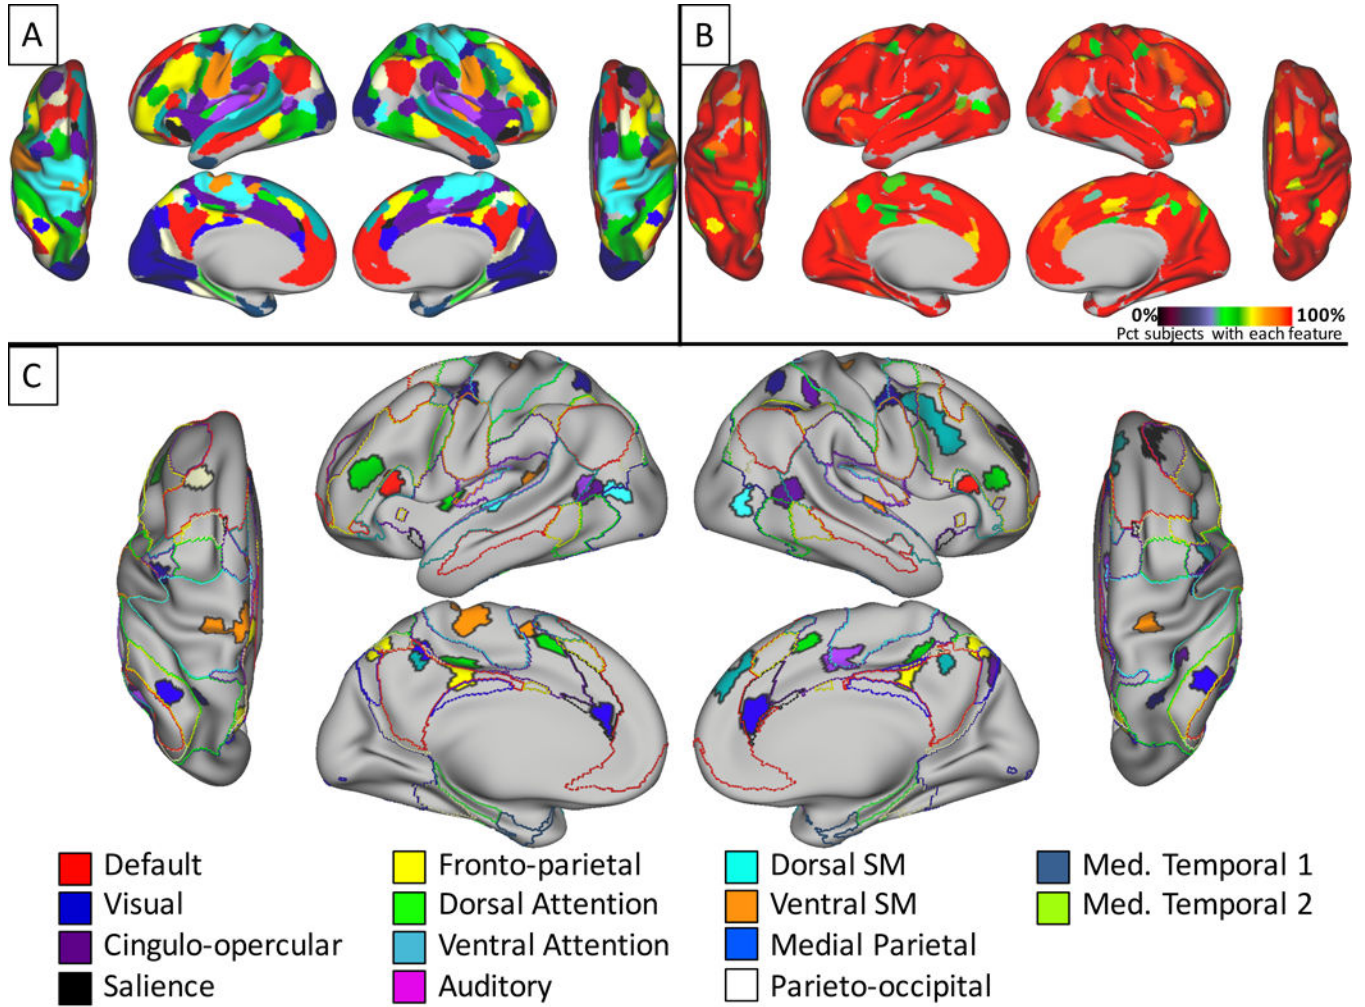 A
B
0% 100%
Pct subjects with each feature
C
Default
Visual
Cingulo-opercular
Salience
Fronto-parietal
Dorsal Attention
Ventral Attention
Auditory
Dorsal SM
Ventral SM
Medial Parietal
Parieto-occipital
Med. Temporal 1
Med. Temporal 2